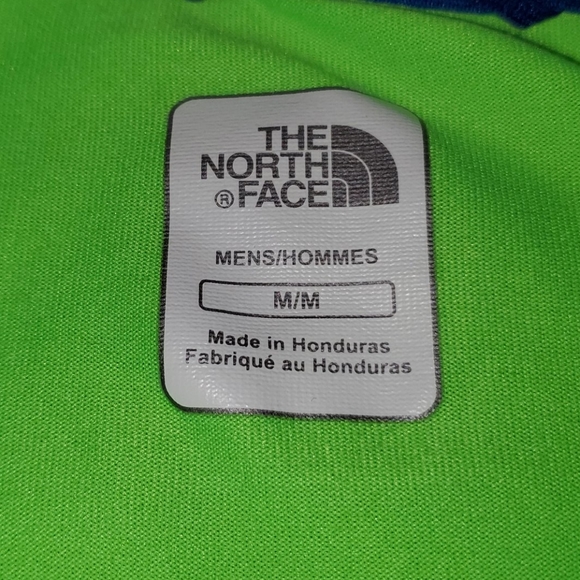 THE
NORTH
® FACE
MENS/HOMMES
M/M
Made in Honduras
Fabriqué au Honduras